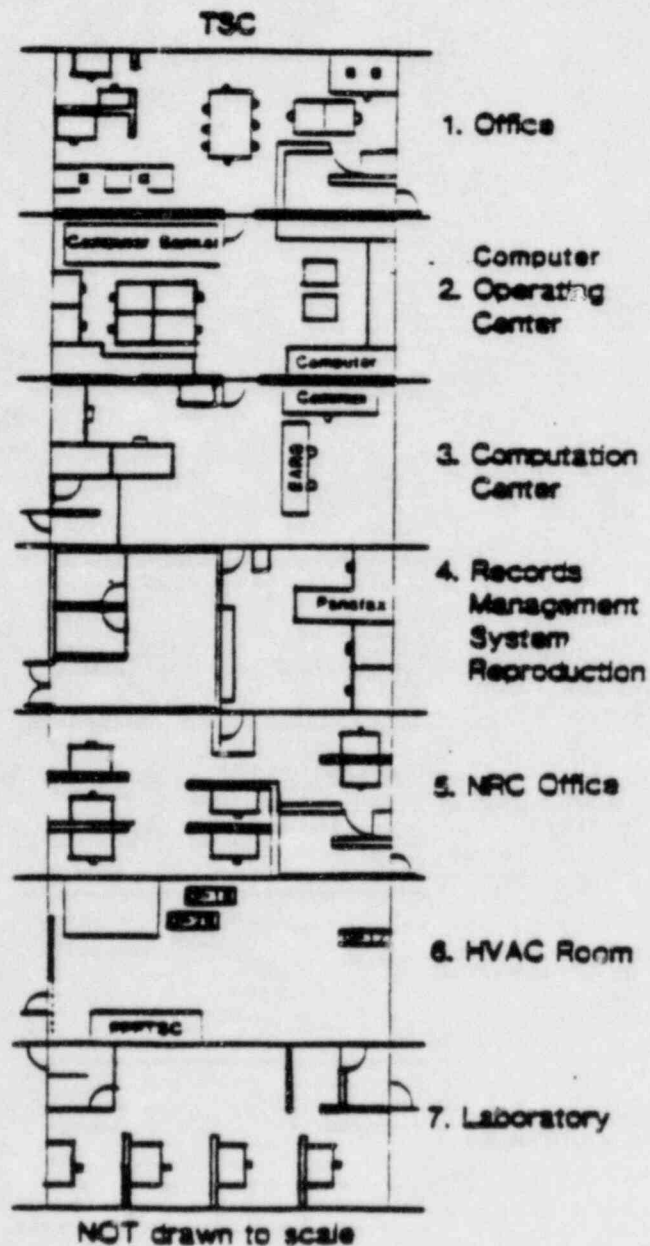 TSC
1. Office
Computer
Computer
2. Operating
Center
Computer
Common
SARS
3. Computation
Center
4. Records
Management
System
Reproduction
Panafax
5. NRC Office
6. HVAC Room
7. Laboratory
NOT drawn to scale